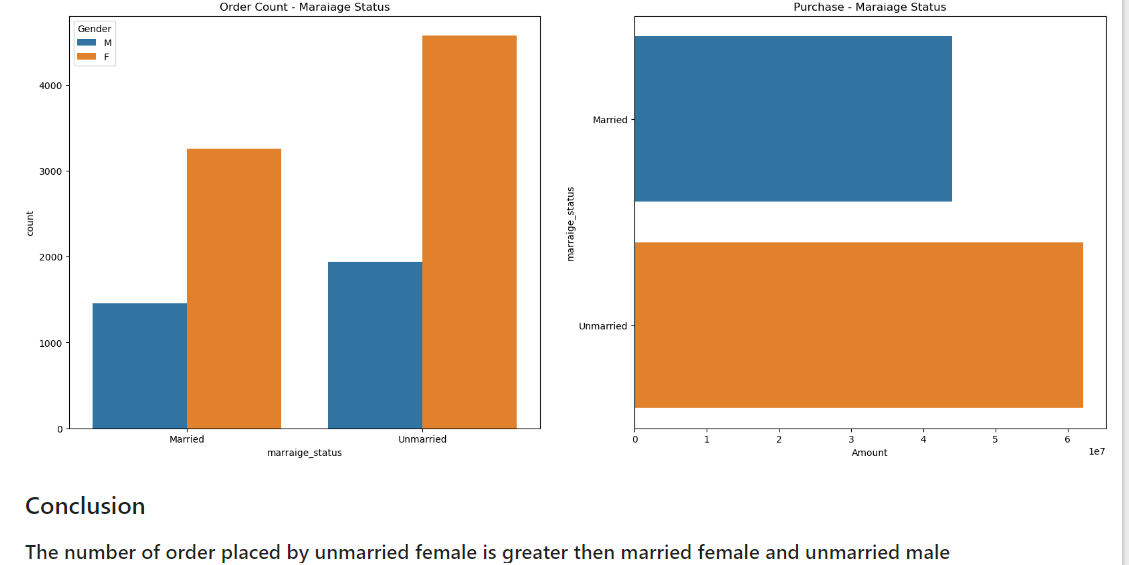 Order Count - Maraiage Status
Gender
M
F
4000
3000
2000
1000
0
count
Married
Unmarried
marraige_status
Purchase - Maraiage Status
Married
Unmarried
marraige_status
0 1 2 3 4 5 6
1e7
Amount
Conclusion
The number of order placed by unmarried female is greater then married female and unmarried male